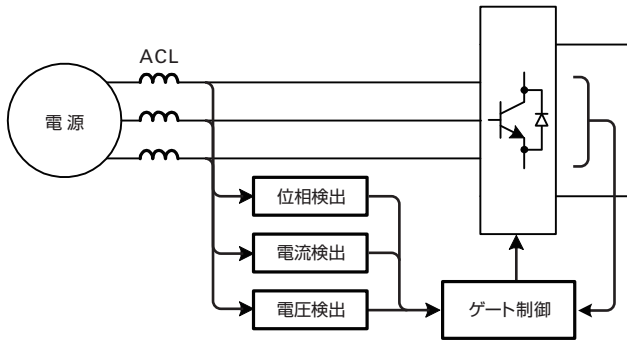 ACL
電源
位相検出
電流検出
電圧検出
ゲート制御